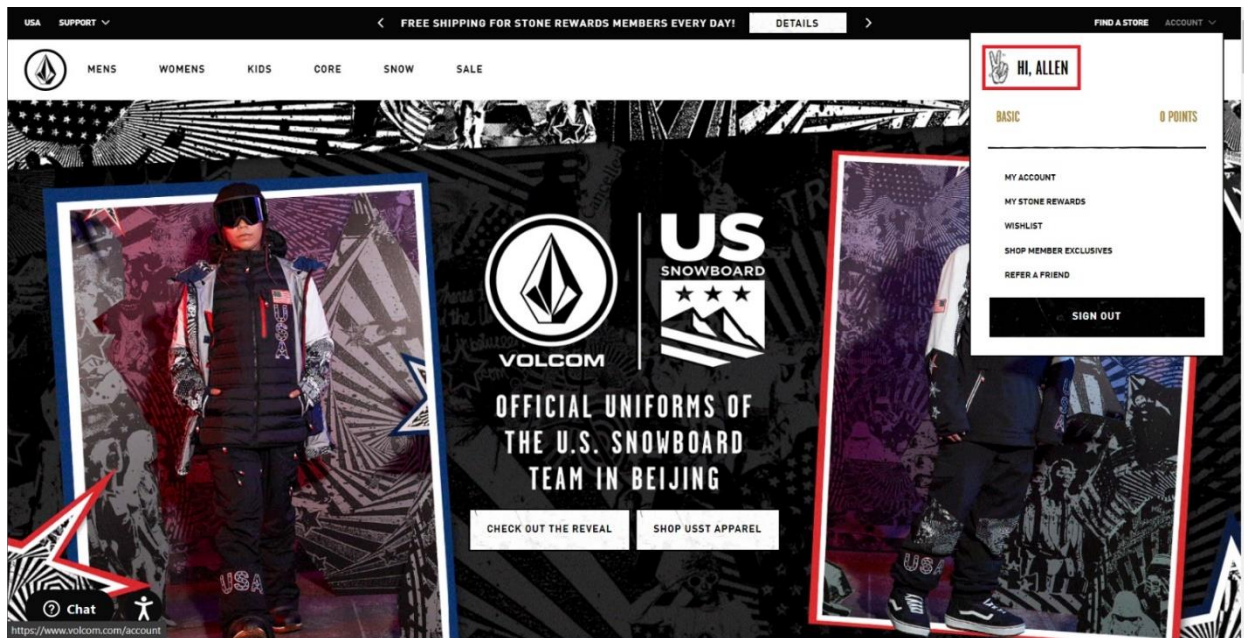 USA SUPPORT
FREE SHIPPING FOR STONE REWARDS MEMBERS EVERY DAY! DETAILS
FIND A STORE ACCOUNT
MENS WOMENS KIDS CORE SNOW SALE
HI, ALLEN
BASIC 0 POINTS
MY ACCOUNT
MY STONE REWARDS
WISHLIST
SHOP MEMBER EXCLUSIVES
REFER A FRIEND
SIGN OUT
VOLCOM
US
SNOWBOARD
OFFICIAL UNIFORMS OF
THE U.S. SNOWBOARD
TEAM IN BEIJING
CHECK OUT THE REVEAL SHOP USST APPAREL
USA
USA
USA
Chat
https://www.volcom.com/account